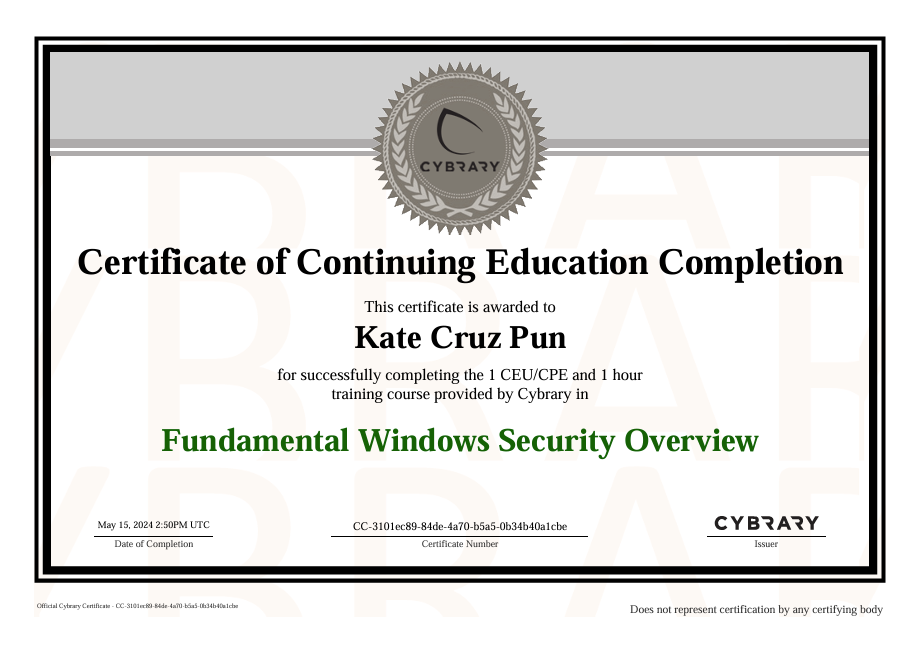 CYBRARY
Certificate of Continuing Education Completion
This certificate is awarded to
Kate Cruz Pun
for successfully completing the 1 CEU/CPE and 1 hour
training course provided by Cybrary in
Fundamental Windows Security Overview
May 15, 2024 2:50PM UTC
Date of Completion
CC-3101ec89-84de-4a70-b5a5-0b34b40a1cbe
Certificate Number
CYBRARY
Issuer
Official Cybrary Certificate - CC-3101ec89-84de-4a70-b5a5-0b34b40a1cbe
Does not represent certification by any certifying body